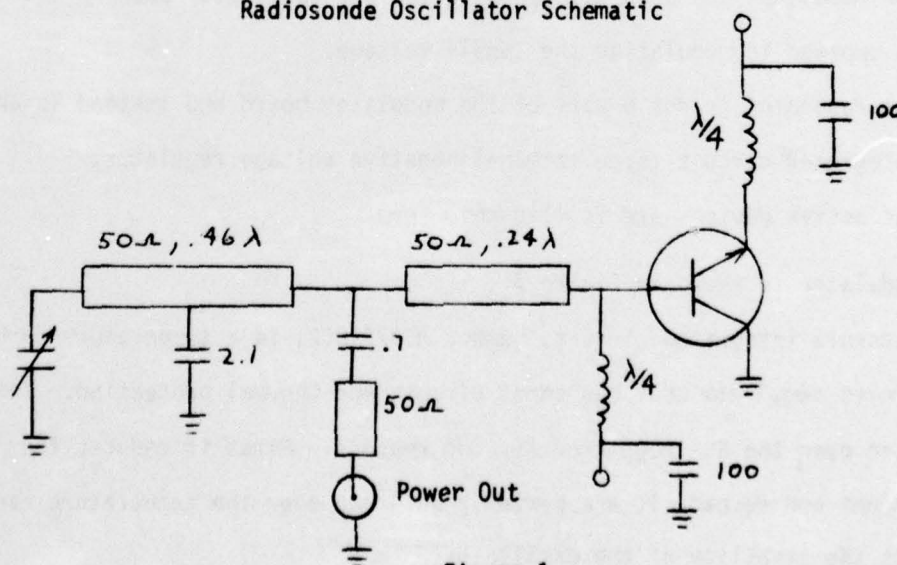 Radiosonde Oscillator Schematic
λ/4
100
50Ω, .46λ
50Ω, .24λ
2.1
.7
50Ω
λ/4
100
Power Out